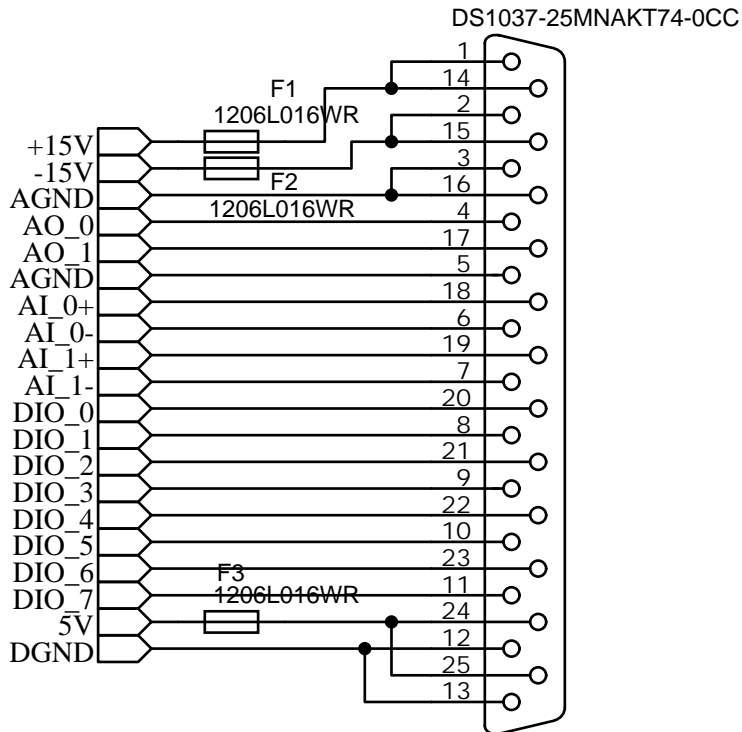 DS1037-25MNAKT74-0CC
1
14
2
15
3
16
4
17
5
18
6
19
7
20
8
21
9
22
10
23
11
24
12
25
13
F1
1206L016WR
F2
1206L016WR
F3
1206L016WR
+15V
-15V
AGND
AO_0
AO_1
AGND
AI_0+
AI_0-
AI_1+
AI_1-
DIO_0
DIO_1
DIO_2
DIO_3
DIO_4
DIO_5
DIO_6
DIO_7
5V
DGND